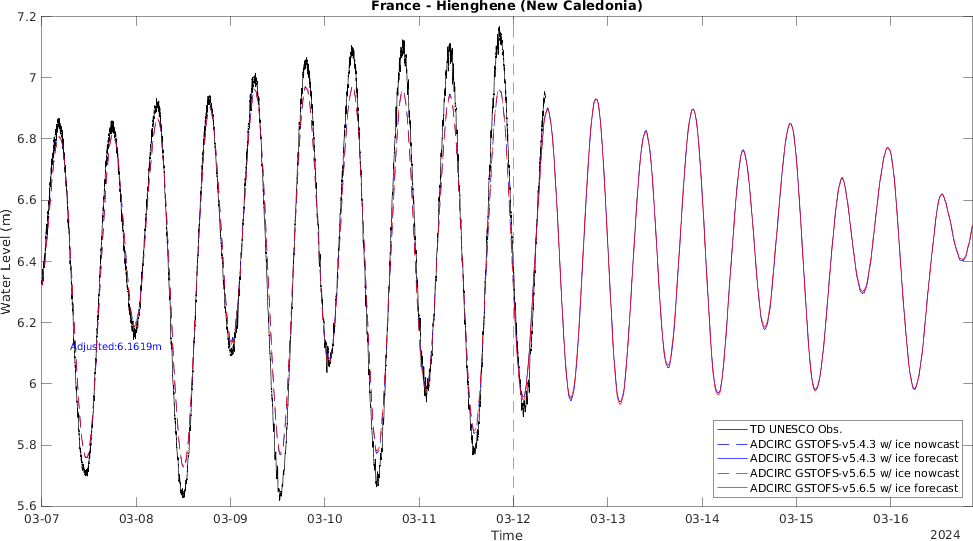 France - Hienghene (New Caledonia)
7.2
7
6.8
6.6
6.4
6.2
6
5.8
5.6
Water Level (m)
Adjusted:6.1619m
TD UNESCO Obs.
ADCIRC GSTOFS-v5.4.3 w/ ice nowcast
ADCIRC GSTOFS-v5.4.3 w/ ice forecast
ADCIRC GSTOFS-v5.6.5 w/ ice nowcast
ADCIRC GSTOFS-v5.6.5 w/ ice forecast
03-07 03-08 03-09 03-10 03-11 03-12 03-13 03-14 03-15 03-16
Time
2024